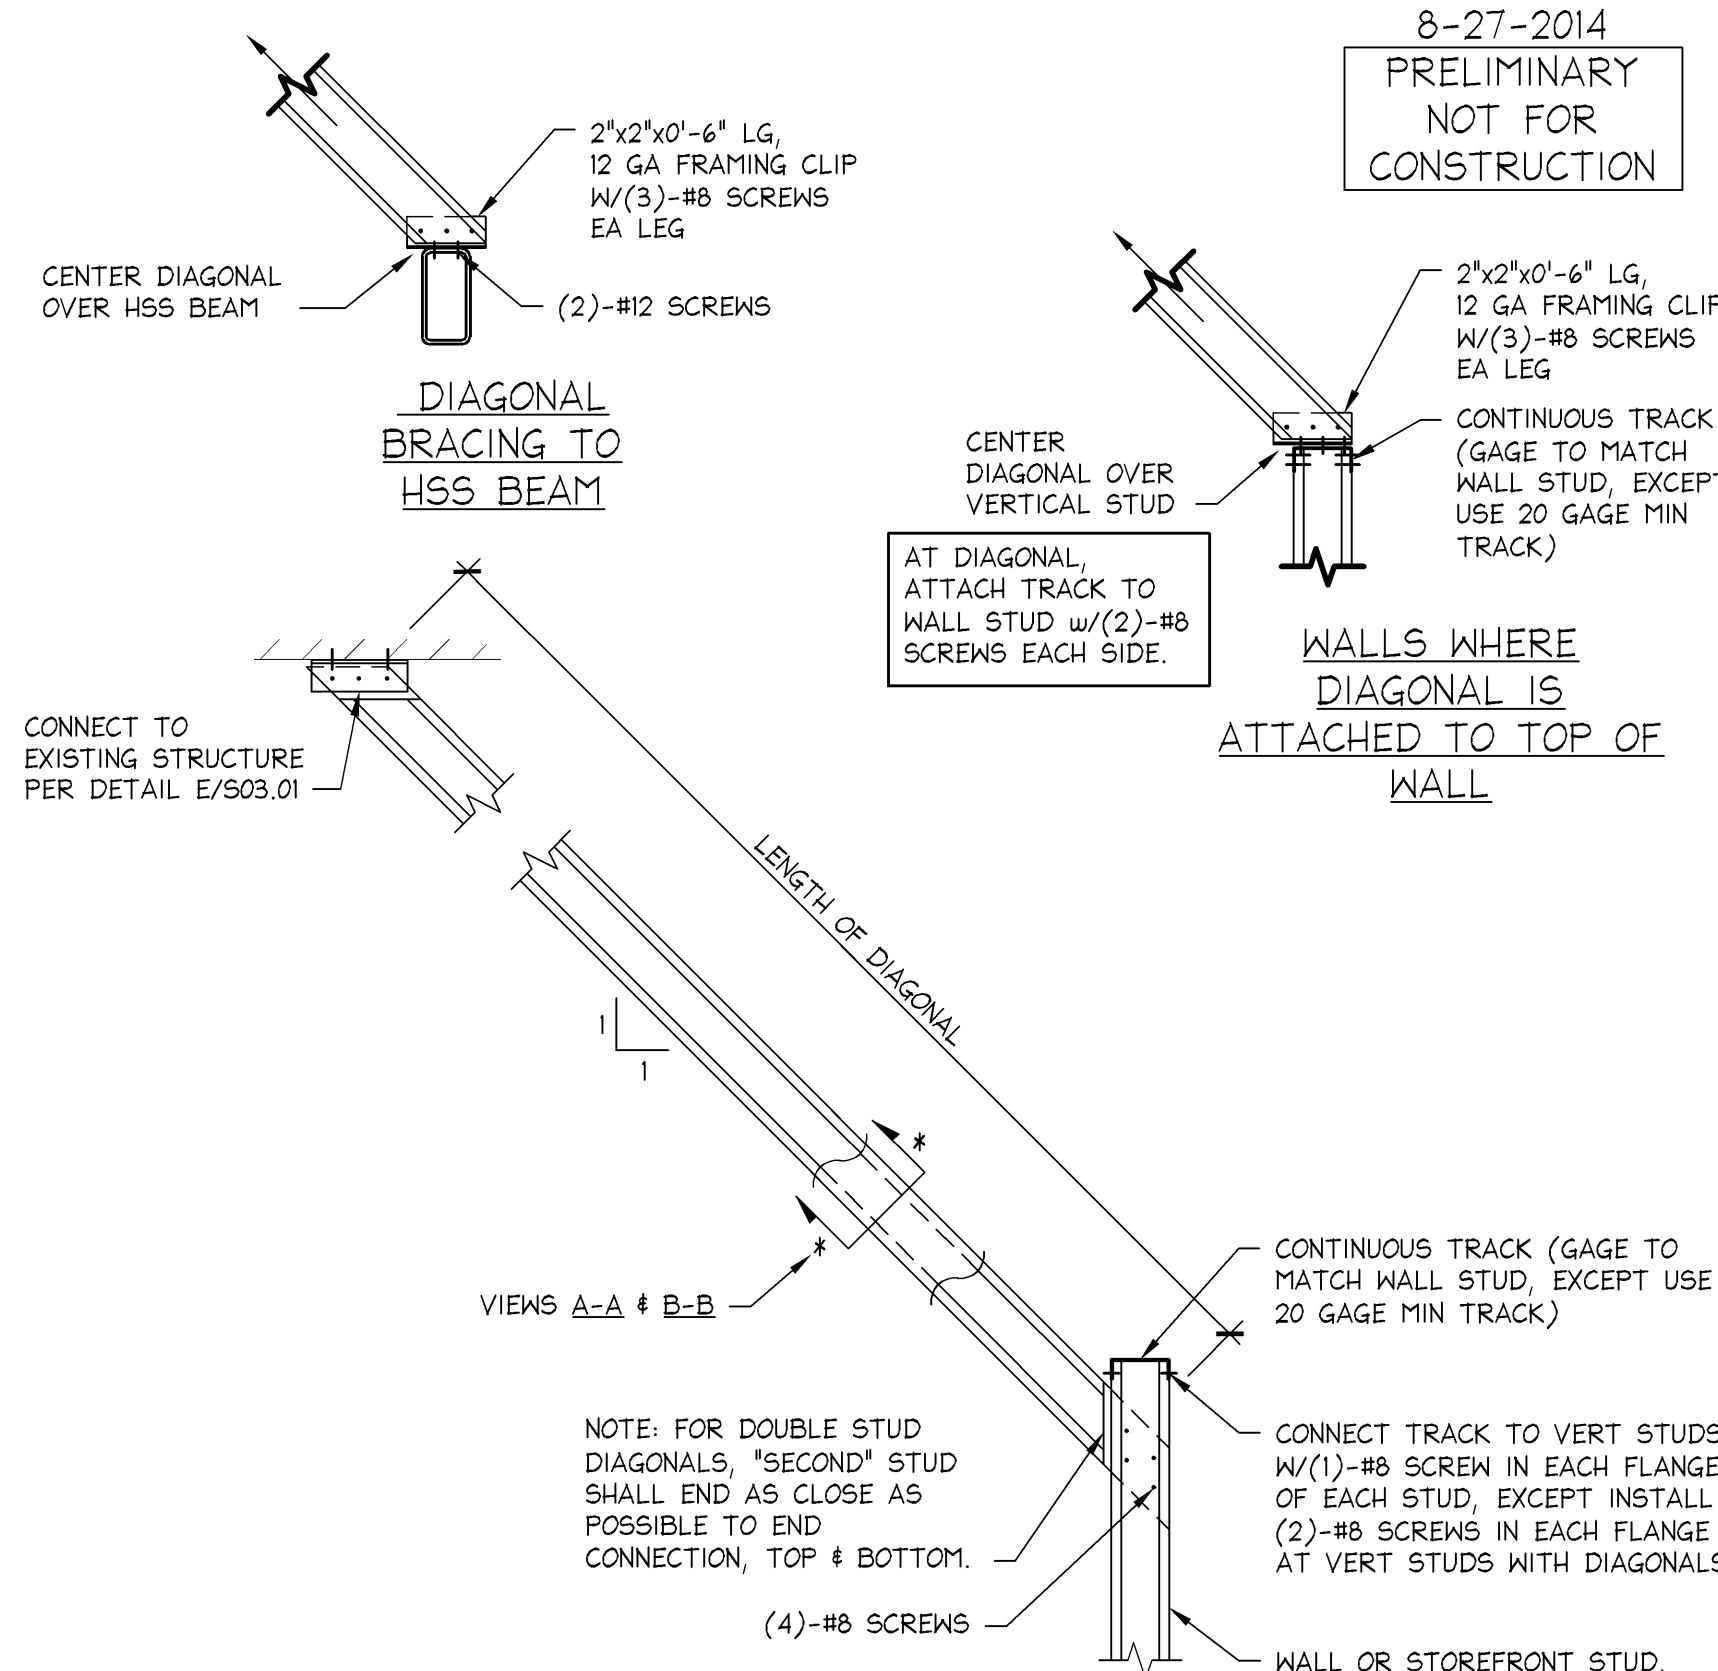 8-27-2014
PRELIMINARY
NOT FOR
CONSTRUCTION
2"x2"x0'-6" LG,
12 GA FRAMING CLIP
W/(3)-#8 SCREWS
EA LEG
CENTER DIAGONAL
OVER HSS BEAM
(2)-#12 SCREWS
DIAGONAL
BRACING TO
HSS BEAM
2"x2"x0'-6" LG,
12 GA FRAMING CLIP
W/(3)-#8 SCREWS
EA LEG
CENTER
DIAGONAL OVER
VERTICAL STUD
CONTINUOUS TRACK
(GAGE TO MATCH
WALL STUD, EXCEPT
USE 20 GAGE MIN
TRACK)
AT DIAGONAL,
ATTACH TRACK TO
WALL STUD w/(2)-#8
SCREWS EACH SIDE.
WALLS WHERE
DIAGONAL IS
ATTACHED TO TOP OF
WALL
CONNECT TO
EXISTING STRUCTURE
PER DETAIL E/S03.01
LENGTH OF DIAGONAL
1
1
*
*
VIEWS A-A & B-B
CONTINUOUS TRACK (GAGE TO
MATCH WALL STUD, EXCEPT USE
20 GAGE MIN TRACK)
NOTE: FOR DOUBLE STUD
DIAGONALS, "SECOND" STUD
SHALL END AS CLOSE AS
POSSIBLE TO END
CONNECTION, TOP & BOTTOM.
CONNECT TRACK TO VERT STUDS
W/(1)-#8 SCREW IN EACH FLANGE
OF EACH STUD, EXCEPT INSTALL
(2)-#8 SCREWS IN EACH FLANGE
AT VERT STUDS WITH DIAGONALS
(4)-#8 SCREWS
WALL OR STOREFRONT STUD.